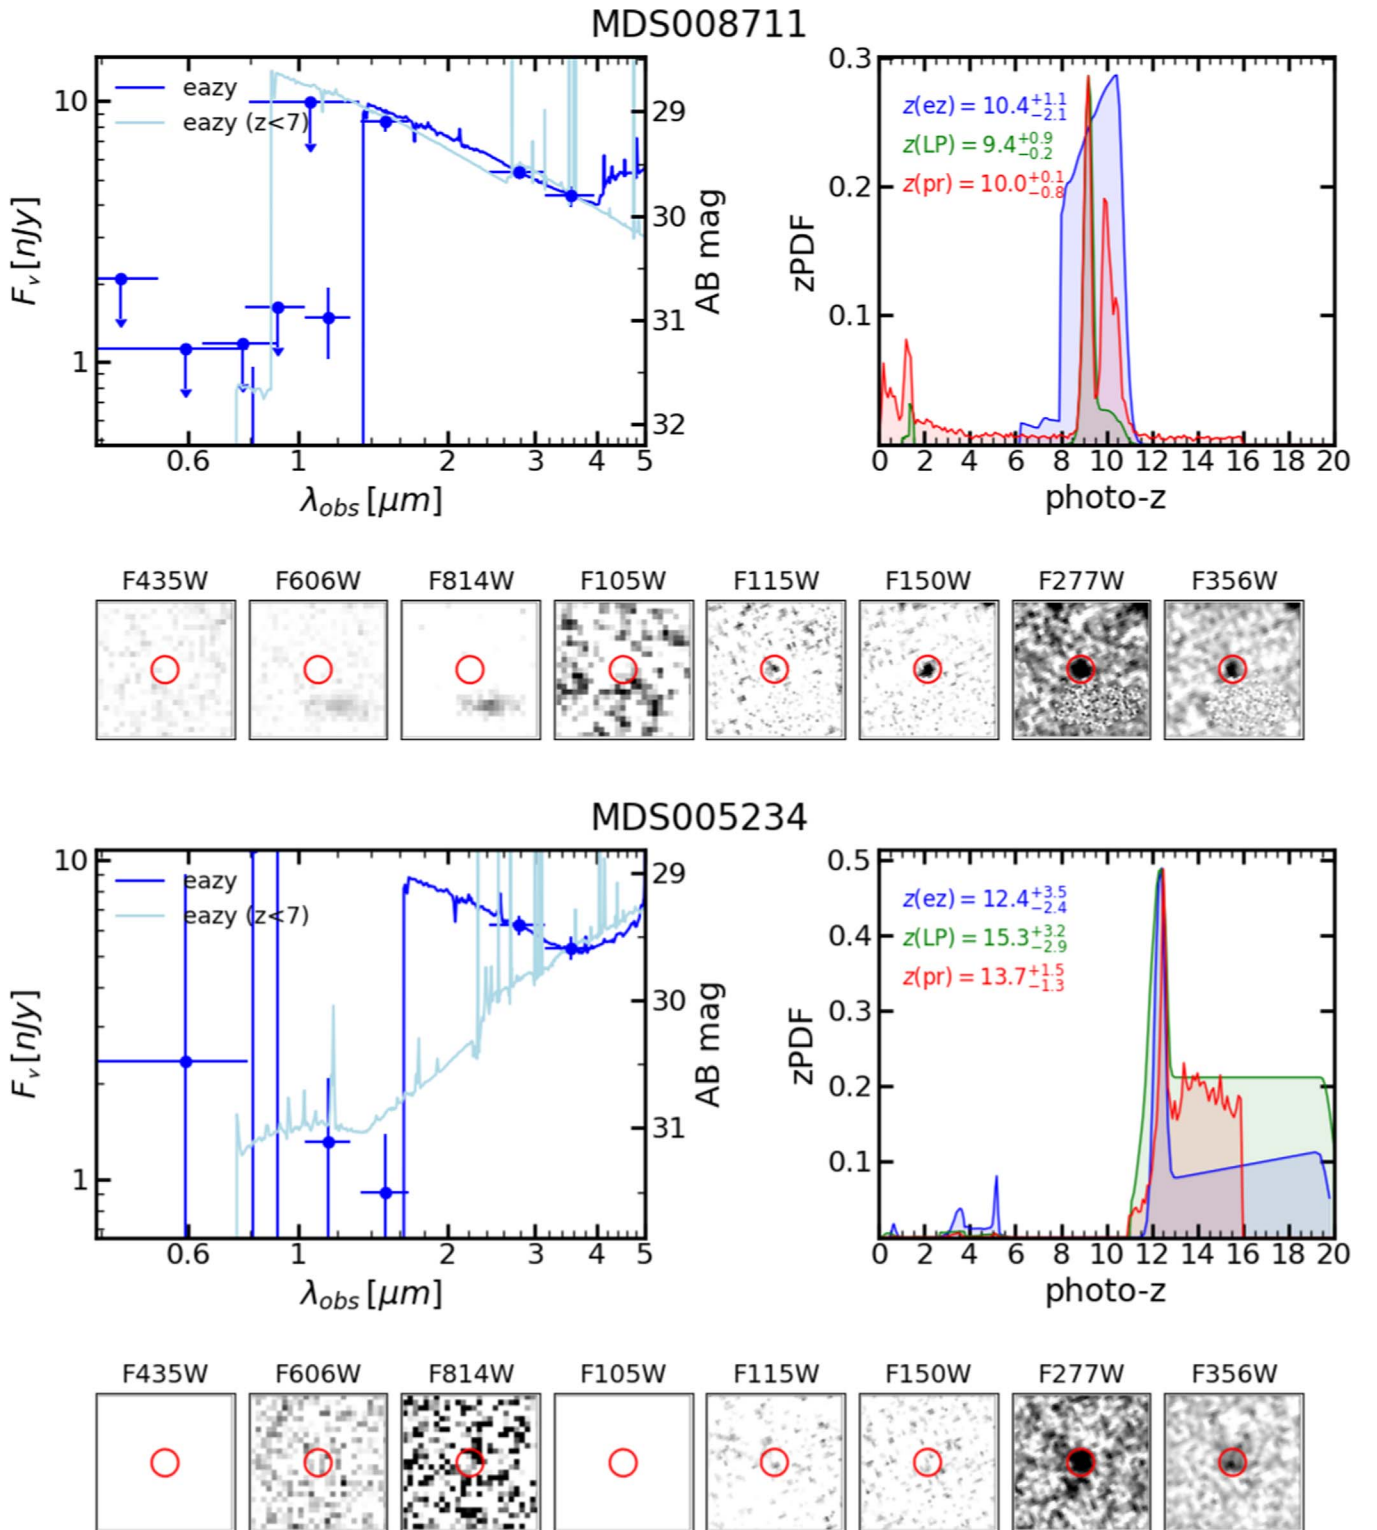 MDS008711
eazy
eazy (z<7)
10
1
F_ν [nJy]
29
30
31
32
AB mag
0.6 1 2 3 4 5
λ_obs [μm]
z(ez) = 10.4 +1.1 −2.1
z(LP) = 9.4 +0.9 −0.2
z(pr) = 10.0 +0.1 −0.8
0.3
0.2
0.1
zPDF
0 2 4 6 8 10 12 14 16 18 20
photo-z
F435W F606W F814W F105W F115W F150W F277W F356W
MDS005234
eazy
eazy (z<7)
10
1
F_ν [nJy]
29
30
31
AB mag
0.6 1 2 3 4 5
λ_obs [μm]
z(ez) = 12.4 +3.5 −2.4
z(LP) = 15.3 +3.2 −2.9
z(pr) = 13.7 +1.5 −1.3
0.5
0.4
0.3
0.2
0.1
zPDF
0 2 4 6 8 10 12 14 16 18 20
photo-z
F435W F606W F814W F105W F115W F150W F277W F356W